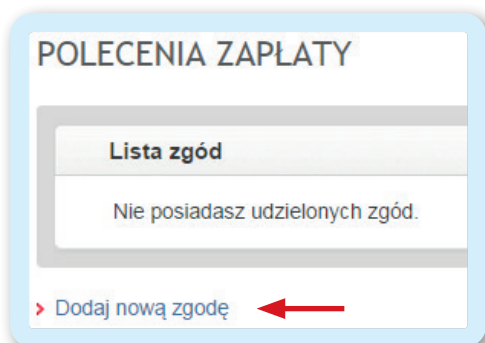 POLECENIA ZAPŁATY
Lista zgód
Nie posiadasz udzielonych zgód.
Dodaj nową zgodę